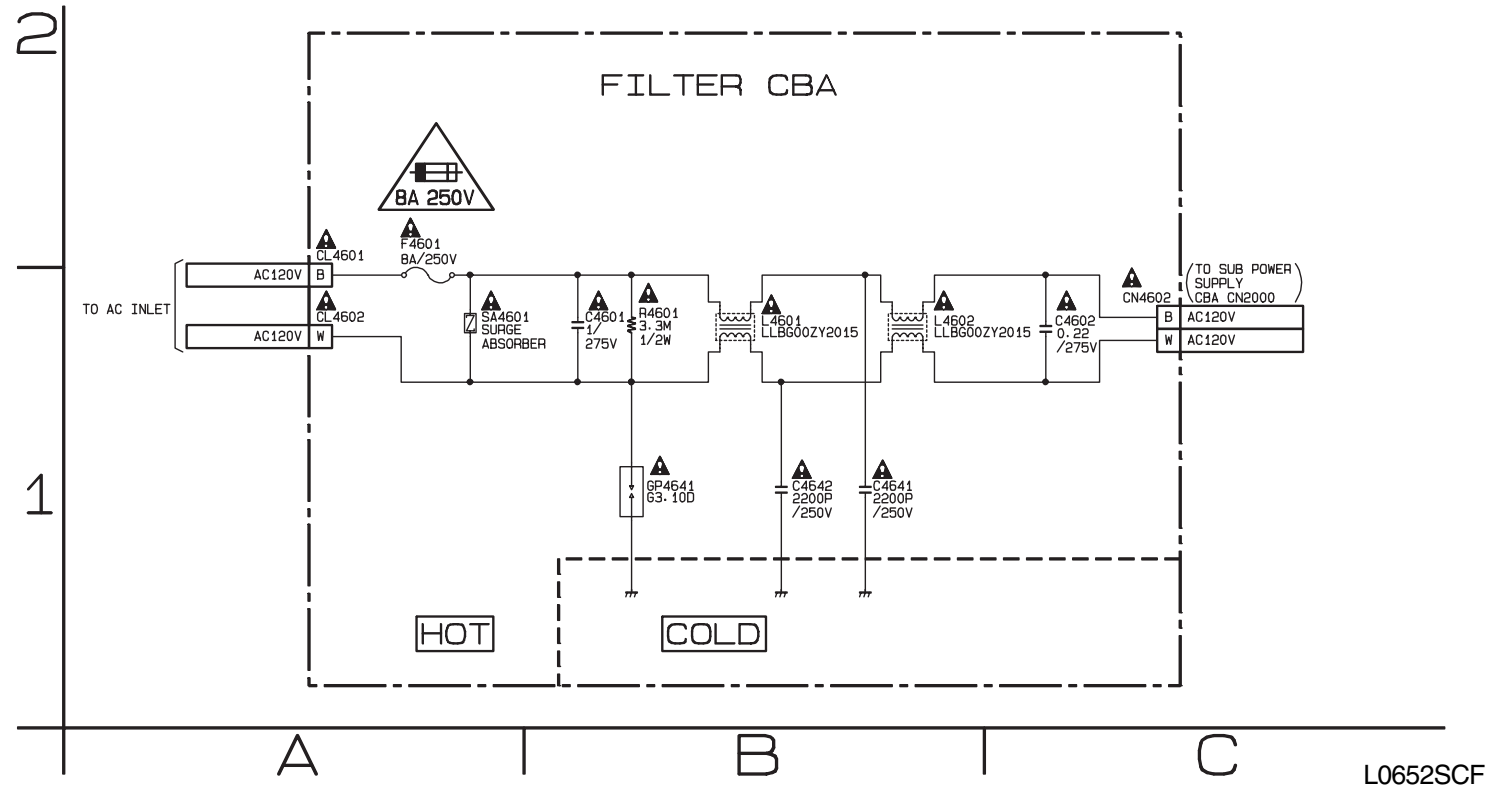 2
FILTER CBA
8A 250V
CL4601
F4601
8A/250V
AC120V B
TO AC INLET
CL4602
AC120V W
SA4601
SURGE
ABSORBER
C4601
1/
275V
R4601
3.3M
1/2W
L4601
LLBG00ZY2015
L4602
LLBG00ZY2015
C4602
0.22
/275V
CN4602
(TO SUB POWER
SUPPLY
CBA CN2000)
B AC120V
W AC120V
1
GP4641
G3.10D
C4642
2200P
/250V
C4641
2200P
/250V
HOT
COLD
A
B
C
L0652SCF